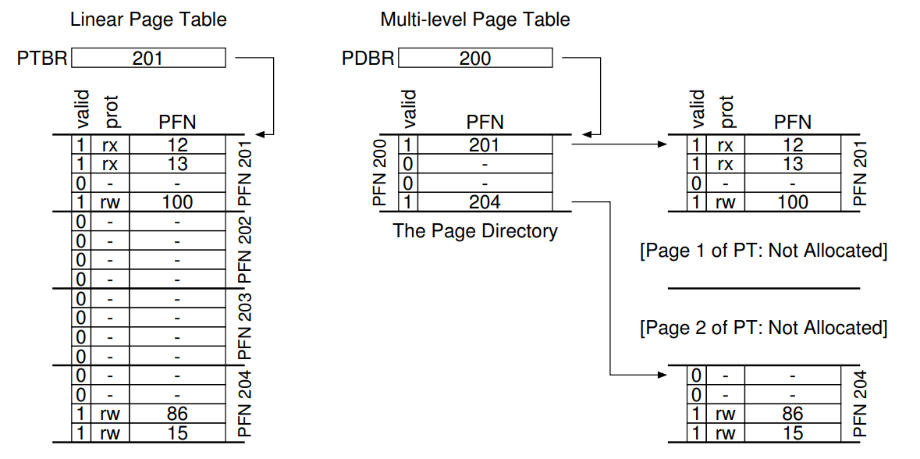 Linear Page Table
PTBR 201
valid prot PFN
1 rx 12
1 rx 13
0 - -
1 rw 100
PFN 201
0 - -
0 - -
0 - -
0 - -
PFN 202
0 - -
0 - -
0 - -
0 - -
PFN 203
0 - -
0 - -
1 rw 86
1 rw 15
PFN 204
Multi-level Page Table
PDBR 200
valid PFN
PFN 200
1 201
0 -
0 -
1 204
The Page Directory
valid prot PFN
1 rx 12
1 rx 13
0 - -
1 rw 100
PFN 201
[Page 1 of PT: Not Allocated]
[Page 2 of PT: Not Allocated]
0 - -
0 - -
1 rw 86
1 rw 15
PFN 204